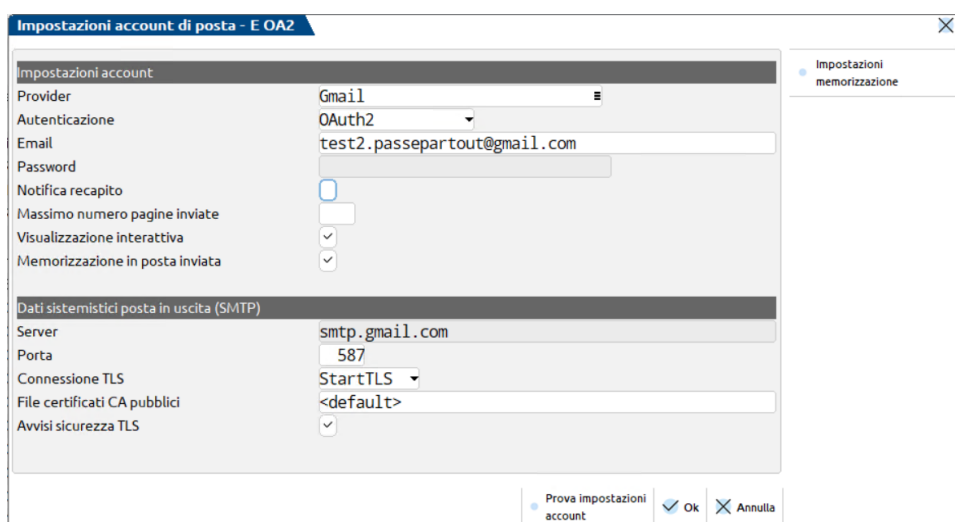 Impostazioni account di posta - E OA2
Impostazioni
memorizzazione
Impostazioni account
Provider Gmail
Autenticazione OAuth2
Email test2.passepartout@gmail.com
Password
Notifica recapito
Massimo numero pagine inviate
Visualizzazione interattiva
Memorizzazione in posta inviata
Dati sistemistici posta in uscita (SMTP)
Server smtp.gmail.com
Porta 587
Connessione TLS StartTLS
File certificati CA pubblici <default>
Avvisi sicurezza TLS
Prova impostazioni
account
Ok
Annulla